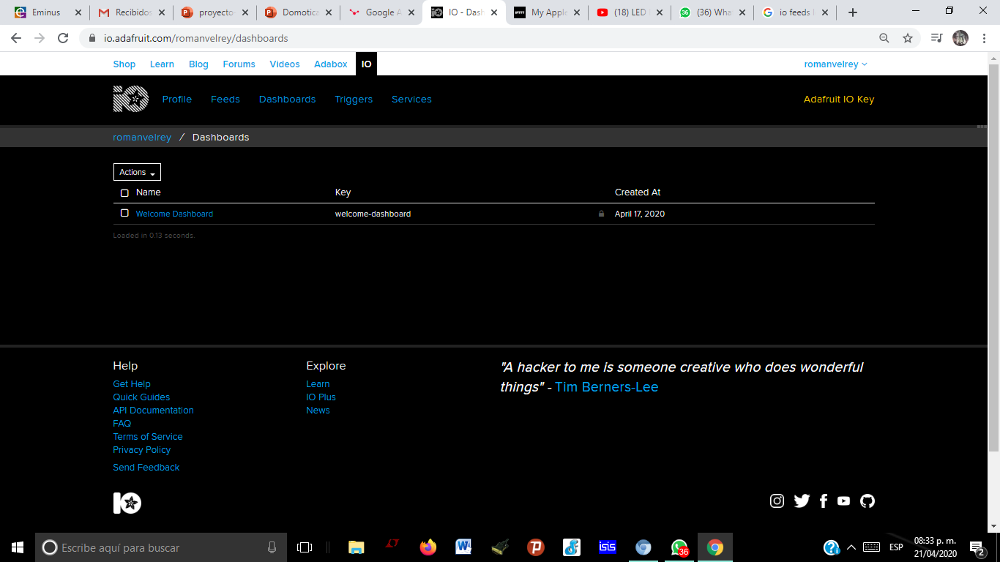 Eminus
Recibidos
proyecto
Domotica
Google A
IO - Dash
My Apple
(18) LED
(36) Wha
io feeds
io.adafruit.com/romanvelrey/dashboards
Shop Learn Blog Forums Videos Adabox IO romanvelrey
Profile Feeds Dashboards Triggers Services Adafruit IO Key
romanvelrey / Dashboards
Actions
Name Key Created At
Welcome Dashboard welcome-dashboard April 17, 2020
Loaded in 0.13 seconds.
Help
Get Help
Quick Guides
API Documentation
FAQ
Terms of Service
Privacy Policy
Send Feedback
Explore
Learn
IO Plus
News
"A hacker to me is someone creative who does wonderful
things" - Tim Berners-Lee
Escribe aquí para buscar
isis
36
ESP
08:33 p. m.
21/04/2020
2